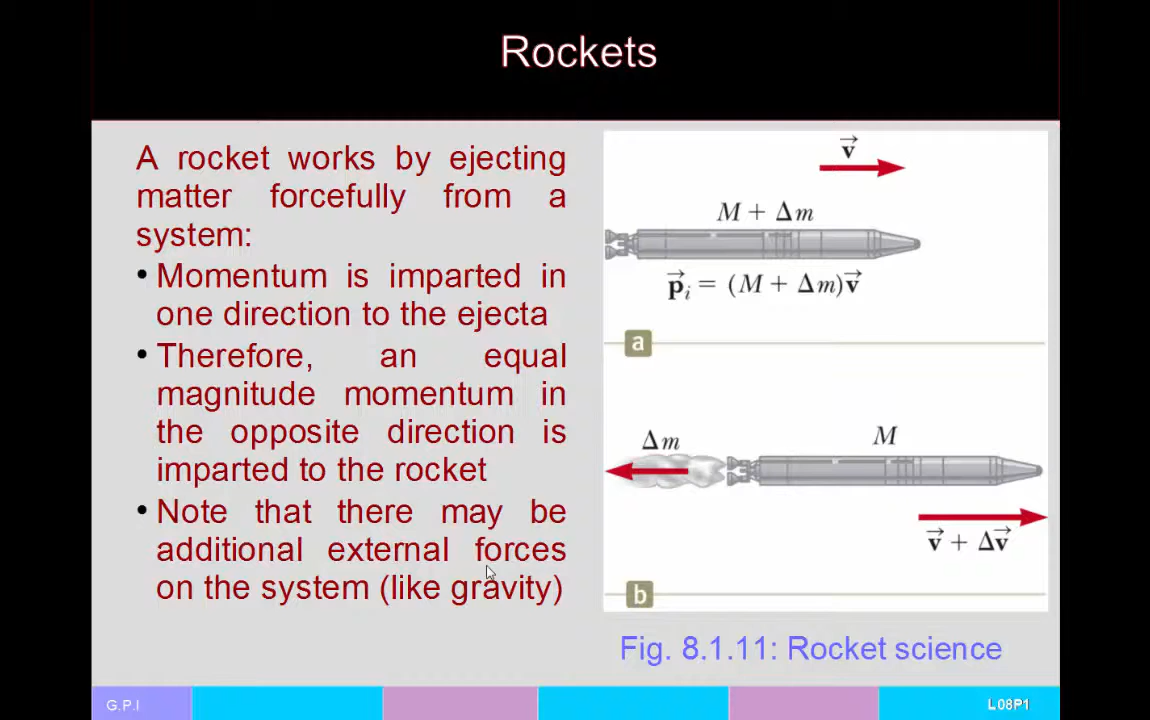 Rockets
A rocket works by ejecting
matter forcefully from a
system:
• Momentum is imparted in
one direction to the ejecta
• Therefore, an equal
magnitude momentum in
the opposite direction is
imparted to the rocket
• Note that there may be
additional external forces
on the system (like gravity)
v⃗
M + Δm
p⃗ᵢ = (M + Δm)v⃗
a
Δm
M
v⃗ + Δv⃗
b
Fig. 8.1.11: Rocket science
G.P.I
L08P1